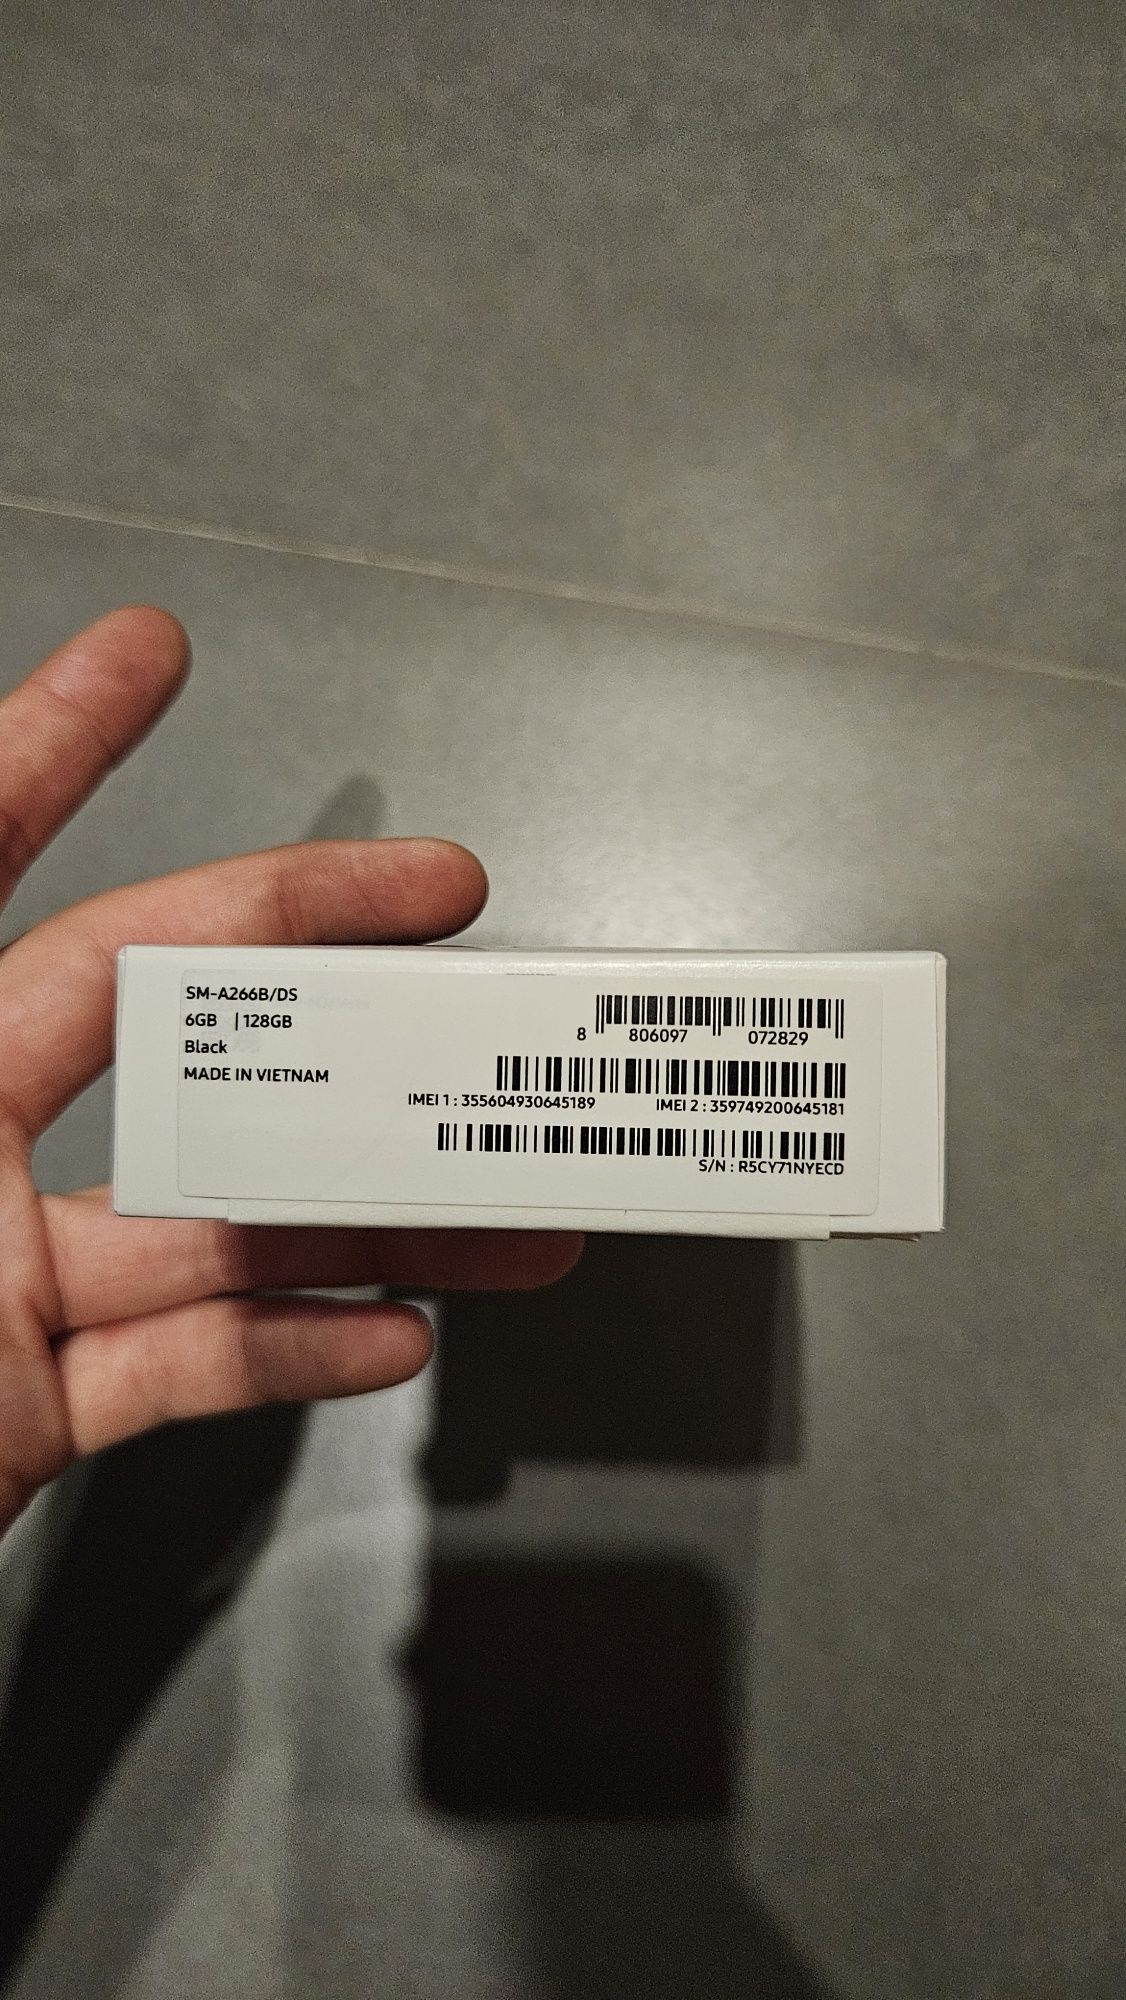 SM-A266B/DS
6GB | 128GB
Black
MADE IN VIETNAM
8 806097 072829
IMEI 1 : 355604930645189 IMEI 2 : 359749200645181
S/N : R5CY71NYECD